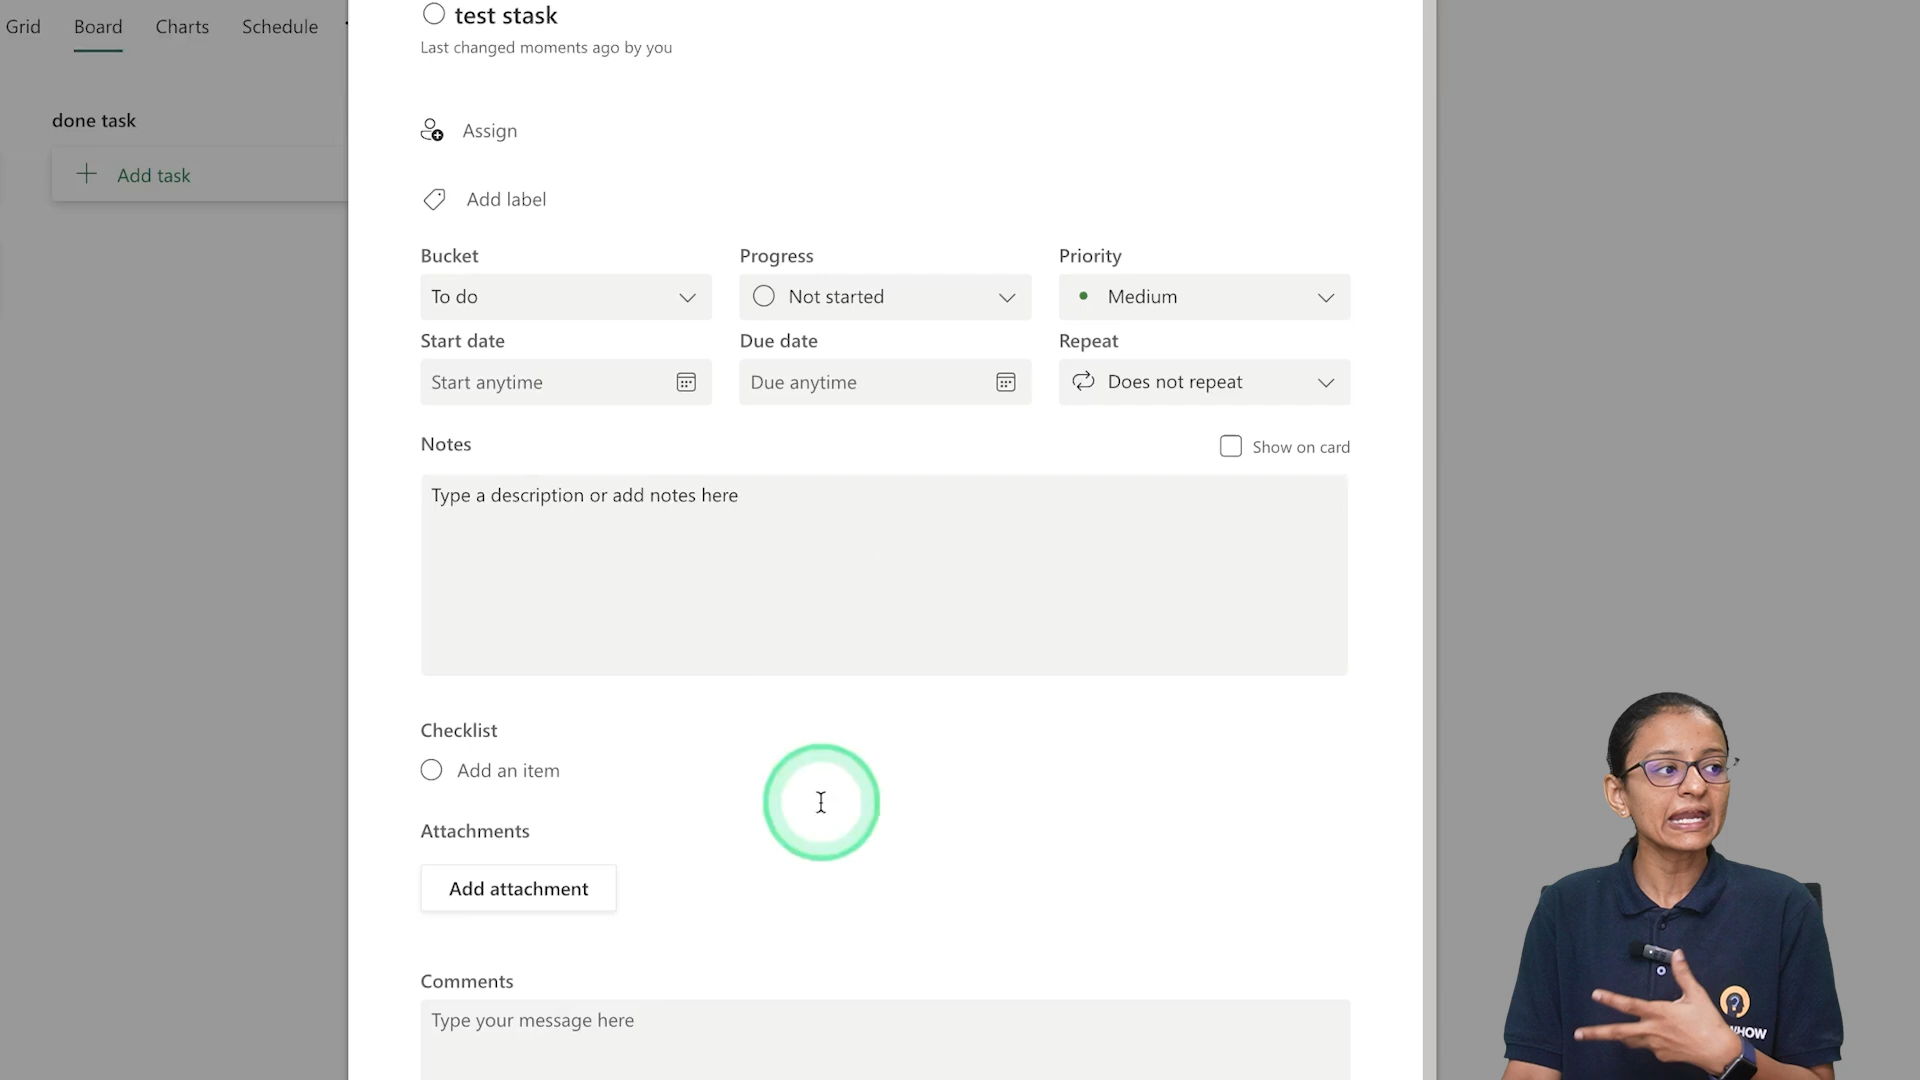 Grid Board Charts Schedule
test stask
Last changed moments ago by you
done task
Assign
Add task
Add label
Bucket Progress Priority
To do Not started Medium
Start date Due date Repeat
Start anytime Due anytime Does not repeat
Notes Show on card
Type a description or add notes here
Checklist
Add an item
Attachments
Add attachment
Comments
Type your message here